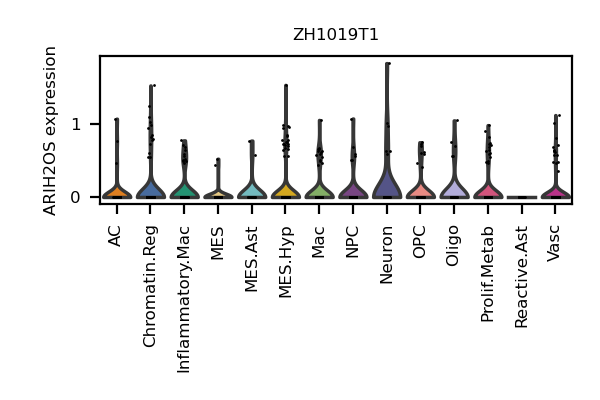 ZH1019T1
ARIH2OS expression
1
0
AC
Chromatin.Reg
Inflammatory.Mac
MES
MES.Ast
MES.Hyp
Mac
NPC
Neuron
OPC
Oligo
Prolif.Metab
Reactive.Ast
Vasc